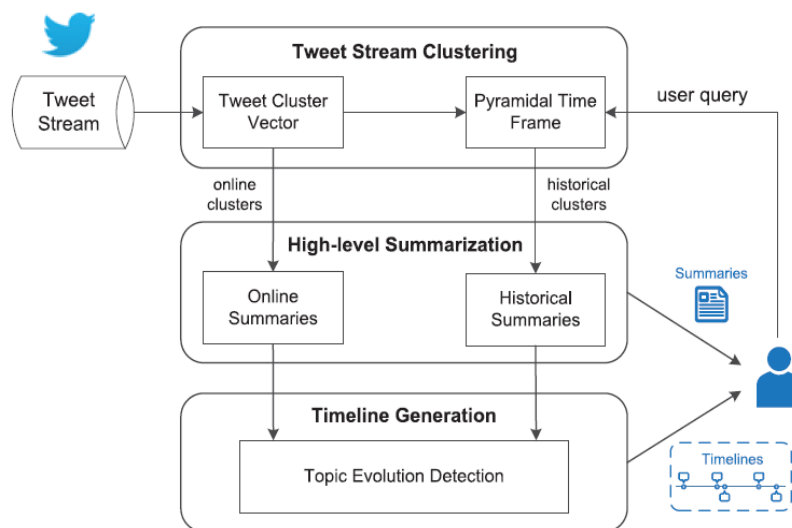 Tweet Stream Clustering
Tweet
Stream
Tweet Cluster
Vector
Pyramidal Time
Frame
user query
online
clusters
historical
clusters
High-level Summarization
Online
Summaries
Historical
Summaries
Summaries
Timeline Generation
Topic Evolution Detection
Timelines